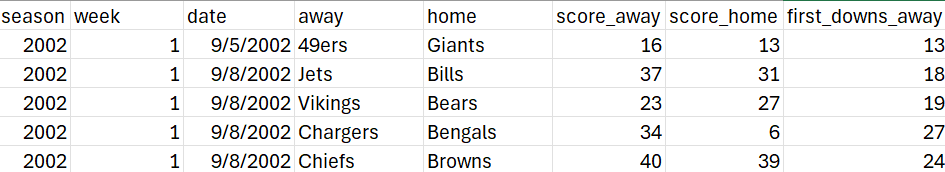 season week date away home score_away score_home first_downs_away
2002 1 9/5/2002 49ers Giants 16 13 13
2002 1 9/8/2002 Jets Bills 37 31 18
2002 1 9/8/2002 Vikings Bears 23 27 19
2002 1 9/8/2002 Chargers Bengals 34 6 27
2002 1 9/8/2002 Chiefs Browns 40 39 24